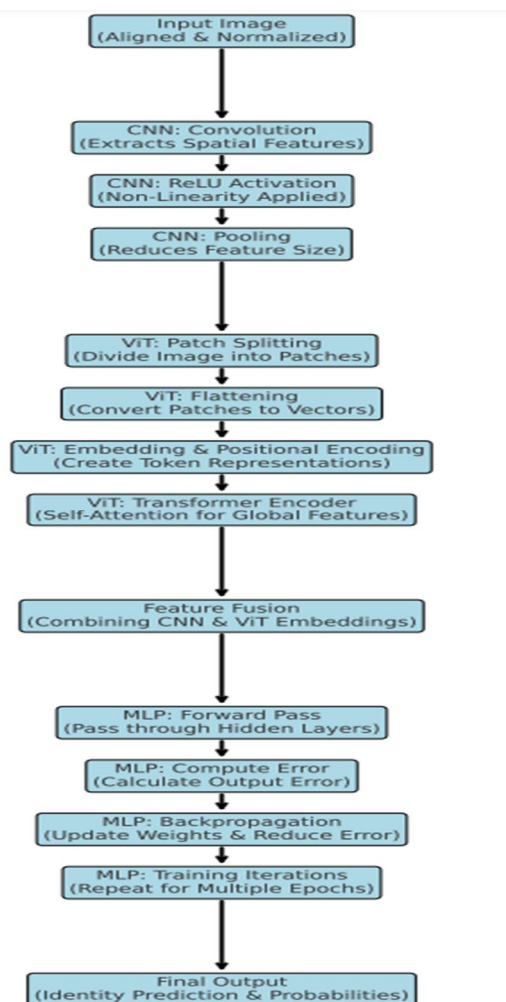 Input Image
(Aligned & Normalized)
CNN: Convolution
(Extracts Spatial Features)
CNN: ReLU Activation
(Non-Linearity Applied)
CNN: Pooling
(Reduces Feature Size)
ViT: Patch Splitting
(Divide Image into Patches)
ViT: Flattening
(Convert Patches to Vectors)
ViT: Embedding & Positional Encoding
(Create Token Representations)
ViT: Transformer Encoder
(Self-Attention for Global Features)
Feature Fusion
(Combining CNN & ViT Embeddings)
MLP: Forward Pass
(Pass through Hidden Layers)
MLP: Compute Error
(Calculate Output Error)
MLP: Backpropagation
(Update Weights & Reduce Error)
MLP: Training Iterations
(Repeat for Multiple Epochs)
Final Output
(Identity Prediction & Probabilities)